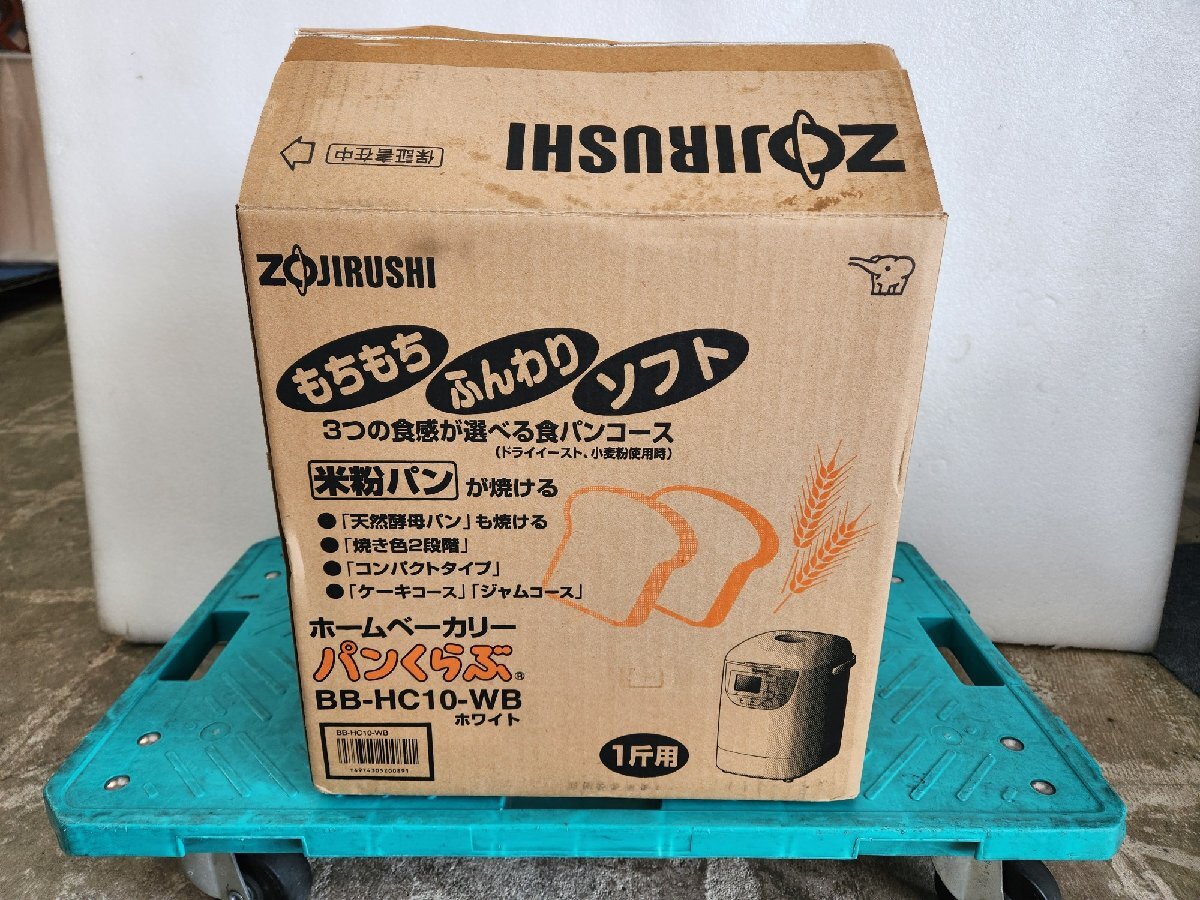 ZOJIRUSHI
保証書在中
ZOJIRUSHI
もちもち ふんわり ソフト
3つの食感が選べる食パンコース
(ドライイースト、小麦粉使用時)
米粉パン が焼ける
●「天然酵母パン」も焼ける
●「焼き色2段階」
●「コンパクトタイプ」
●「ケーキコース」「ジャムコース」
ホームベーカリー
パンくらぶ®
BB-HC10-WB
ホワイト
BB-HC10-WB
1斤用